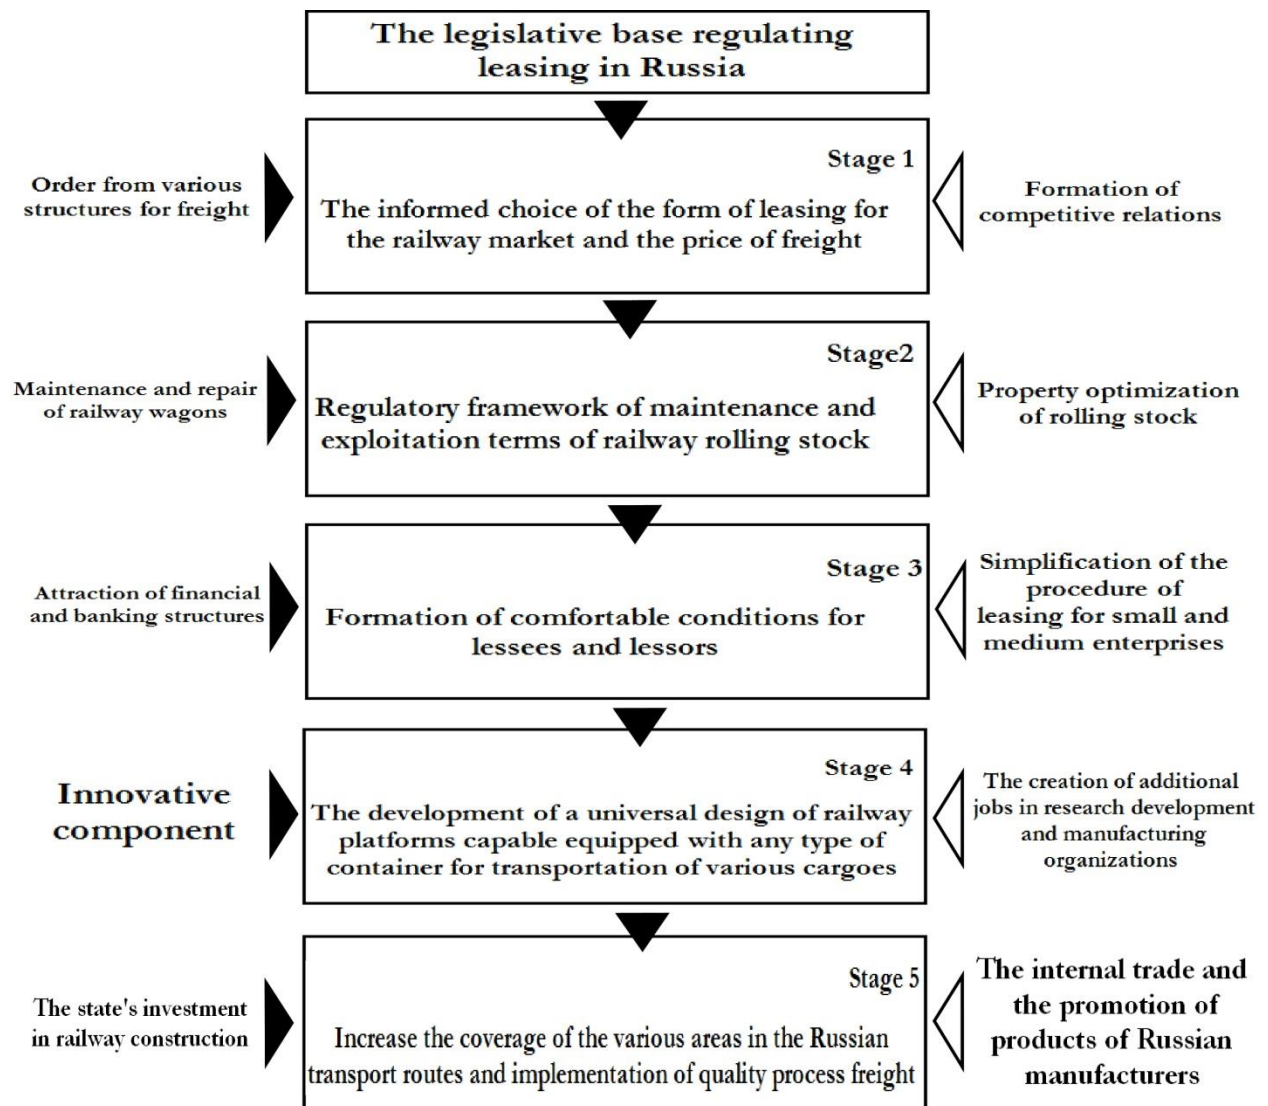 The legislative base regulating
leasing in Russia
Stage 1
Order from various
structures for freight
The informed choice of the form of leasing for
the railway market and the price of freight
Formation of
competitive relations
Stage2
Maintenance and repair
of railway wagons
Regulatory framework of maintenance and
exploitation terms of railway rolling stock
Property optimization
of rolling stock
Stage 3
Attraction of financial
and banking structures
Formation of comfortable conditions for
lessees and lessors
Simplification of the
procedure of
leasing for small and
medium enterprises
Stage 4
Innovative
component
The development of a universal design of railway
platforms capable equipped with any type of
container for transportation of various cargoes
The creation of additional
jobs in research development
and manufacturing
organizations
Stage 5
The state's investment
in railway construction
Increase the coverage of the various areas in the Russian
transport routes and implementation of quality process freight
The internal trade and
the promotion of
products of Russian
manufacturers